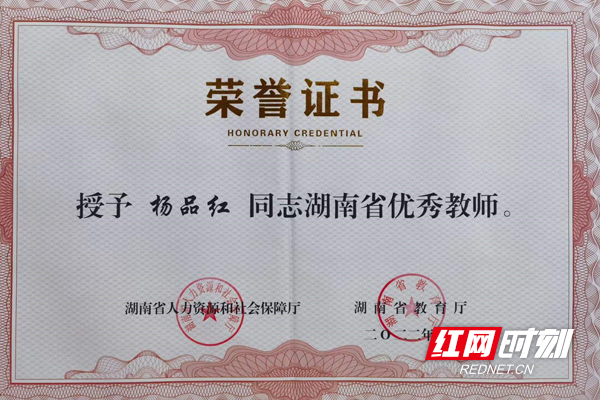 荣誉证书
HONORARY CREDENTIAL
授予 杨品红 同志湖南省优秀教师。
湖南省人力资源和社会保障厅 湖南省教育厅
二〇二二年
红网时刻
REDNET.CN